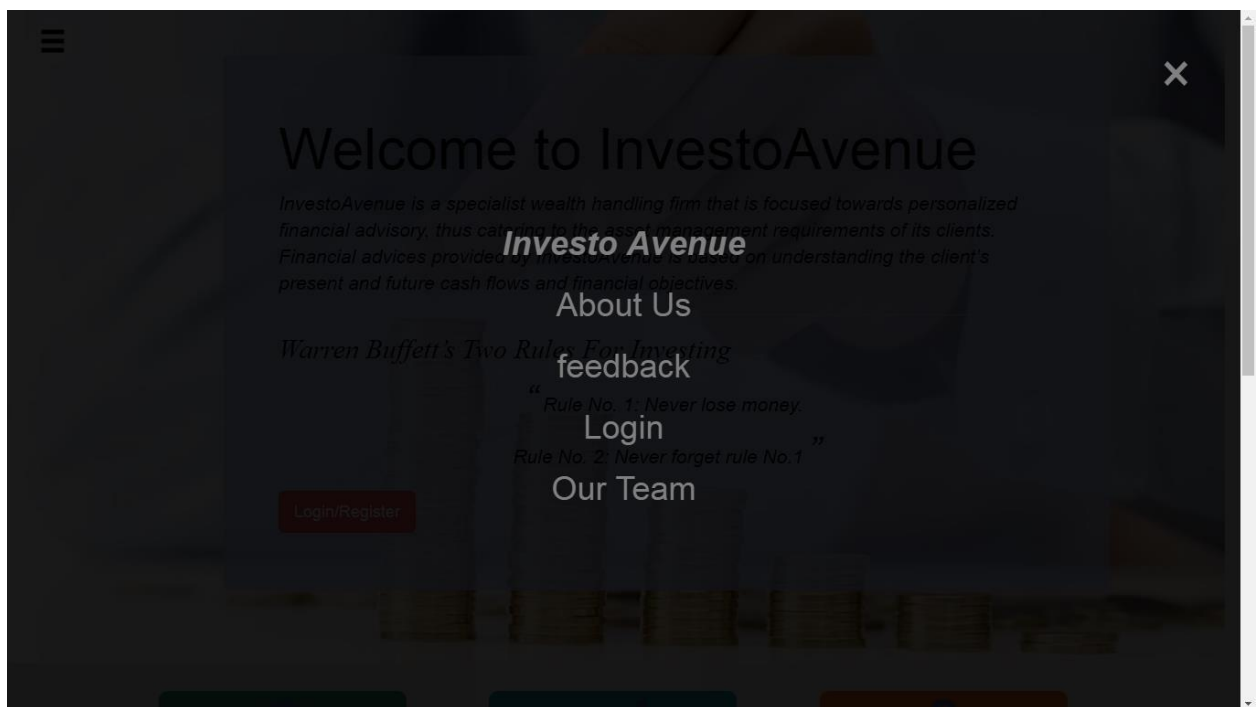 Welcome to InvestoAvenue
InvestoAvenue is a specialist wealth handling firm that is focused towards personalized
financial advisory, thus catering to the asset management requirements of its clients.
Investo Avenue
Financial advices provided by InvestoAvenue is based on understanding the client's
present and future cash flows and financial objectives.
About Us
Warren Buffett's Two Rules For Investing
feedback
“ Rule No. 1: Never lose money.
Login
Rule No. 2: Never forget rule No.1 ”
Our Team
Login/Register